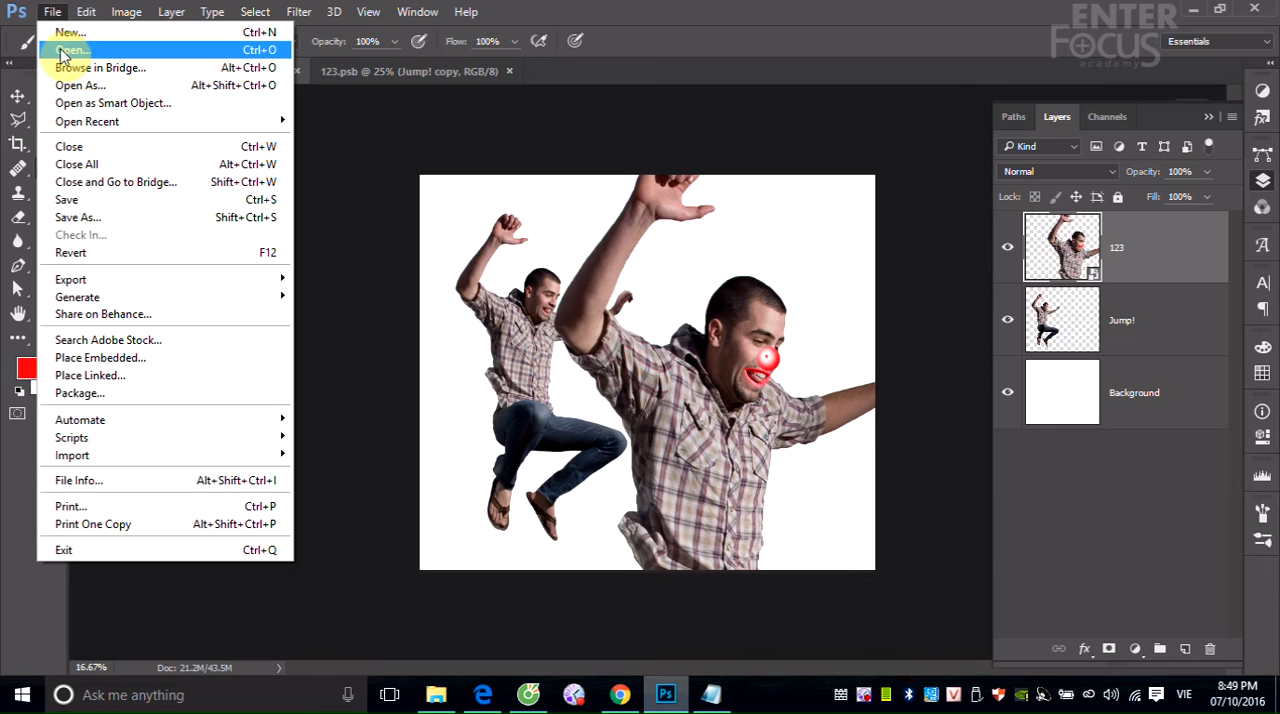 Ps File Edit Image Layer Type Select Filter 3D View Window Help
ENTER
FOCUS
academy
Opacity: 100% Flow: 100% Essentials
123.psb @ 25% (Jump! copy, RGB/8)
New... Ctrl+N
Open... Ctrl+O
Browse in Bridge... Alt+Ctrl+O
Open As... Alt+Shift+Ctrl+O
Open as Smart Object...
Open Recent
Close Ctrl+W
Close All Alt+Ctrl+W
Close and Go to Bridge... Shift+Ctrl+W
Save Ctrl+S
Save As... Shift+Ctrl+S
Check In...
Revert F12
Export
Generate
Share on Behance...
Search Adobe Stock...
Place Embedded...
Place Linked...
Package...
Automate
Scripts
Import
File Info... Alt+Shift+Ctrl+I
Print... Ctrl+P
Print One Copy Alt+Shift+Ctrl+P
Exit Ctrl+Q
Paths Layers Channels
Kind
Normal Opacity: 100%
Lock: Fill: 100%
123
Jump!
Background
fx
16.67% Doc: 21.2M/43.5M
Ask me anything
Ps
VIE
8:49 PM
07/10/2016